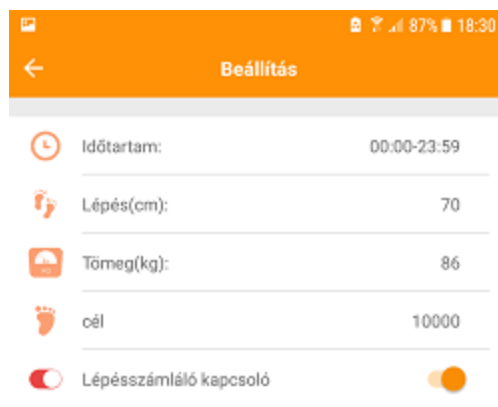 87% 18:30
Beállítás
Időtartam: 00:00-23:59
Lépés(cm): 70
Tömeg(kg): 86
cél 10000
Lépésszámláló kapcsoló